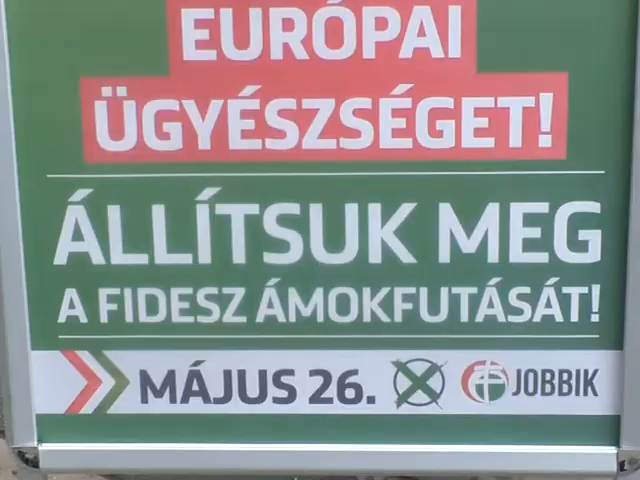 EURÓPAI
ÜGYÉSZSÉGET!
ÁLLÍTSUK MEG
A FIDESZ ÁMOKFUTÁSÁT!
MÁJUS 26. JOBBIK